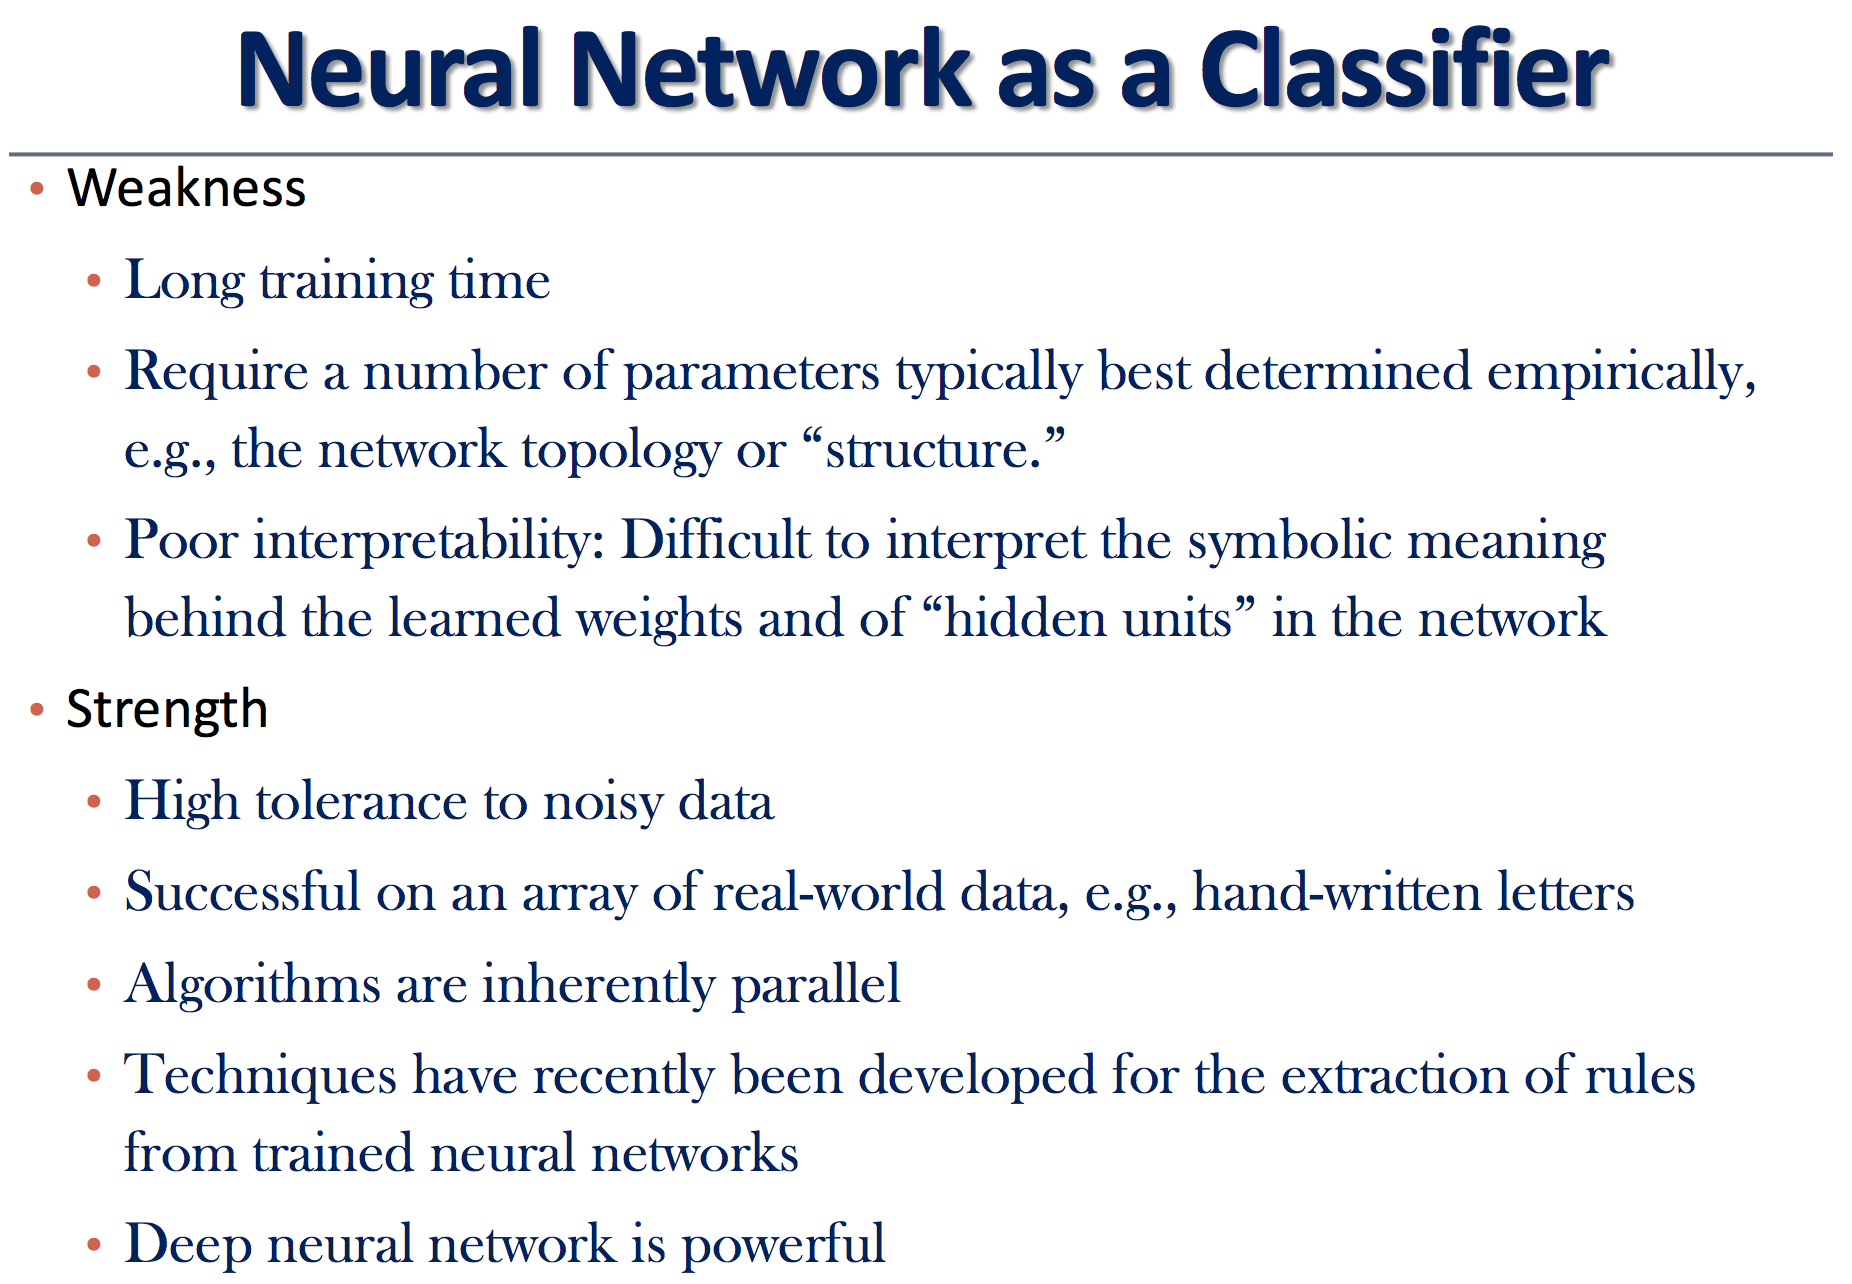 Neural Network as a Classifier
• Weakness
• Long training time
• Require a number of parameters typically best determined empirically,
e.g., the network topology or “structure.”
• Poor interpretability: Difficult to interpret the symbolic meaning
behind the learned weights and of “hidden units” in the network
• Strength
• High tolerance to noisy data
• Successful on an array of real-world data, e.g., hand-written letters
• Algorithms are inherently parallel
• Techniques have recently been developed for the extraction of rules
from trained neural networks
• Deep neural network is powerful